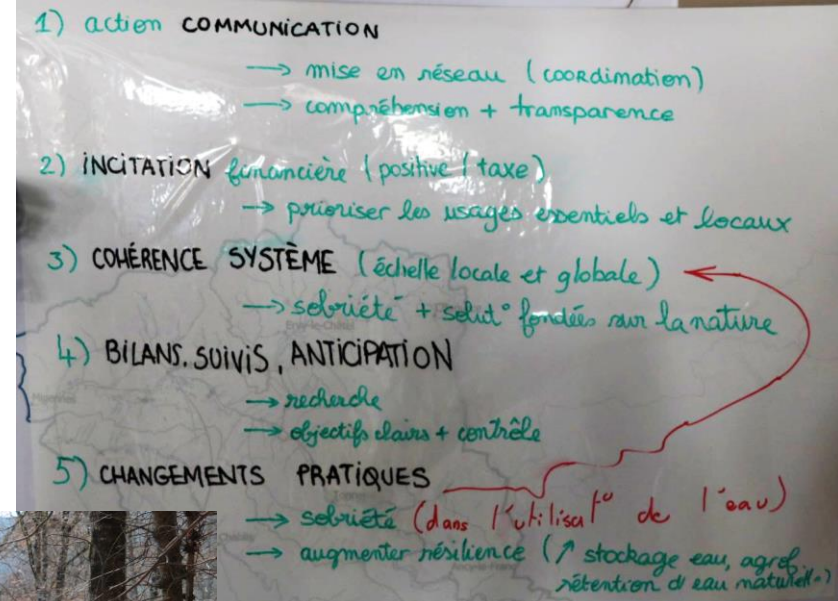 1) action COMMUNICATION
→ mise en réseau (coordination)
→ compréhension + transparence
2) INCITATION financière (positive / taxe)
→ prioriser les usages essentiels et locaux
3) COHÉRENCE SYSTÈME (échelle locale et globale)
→ sobriété + solut° fondées sur la nature
4) BILANS, SUIVIS, ANTICIPATION
→ recherche
→ objectifs clairs + contrôle
5) CHANGEMENTS PRATIQUES
→ sobriété (dans l'utilisat° de l'eau)
→ augmenter résilience (↗ stockage eau, agrof,
rétention d'eau naturelle)